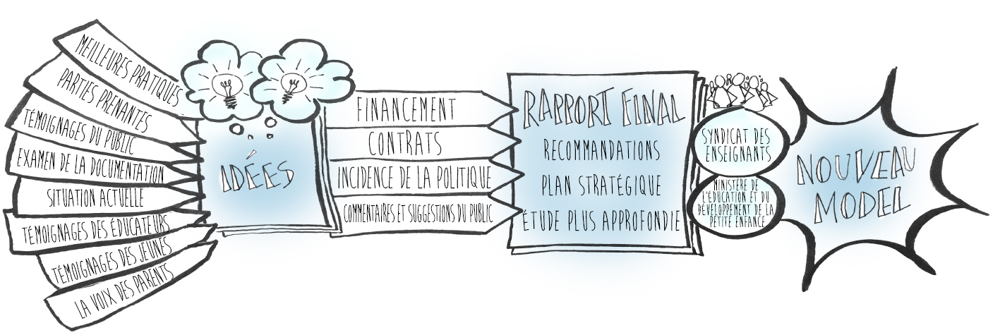 MEILLEURES PRATIQUES
PARTIES PRENANTES
TÉMOIGNAGES DU PUBLIC
EXAMEN DE LA DOCUMENTATION
SITUATION ACTUELLE
TÉMOIGNAGES DES ÉDUCATEURS
TÉMOIGNAGES DES JEUNES
LA VOIX DES PARENTS
IDÉES
FINANCEMENT
CONTRATS
INCIDENCE DE LA POLITIQUE
COMMENTAIRES ET SUGGESTIONS DU PUBLIC
RAPPORT FINAL
RECOMMANDATIONS
PLAN STRATÉGIQUE
ÉTUDE PLUS APPROFONDIE
SYNDICAT DES
ENSEIGNANTS
MINISTÈRE DE
L'ÉDUCATION ET DU
DÉVELOPPEMENT DE LA
PETITE ENFANCE
NOUVEAU
MODEL